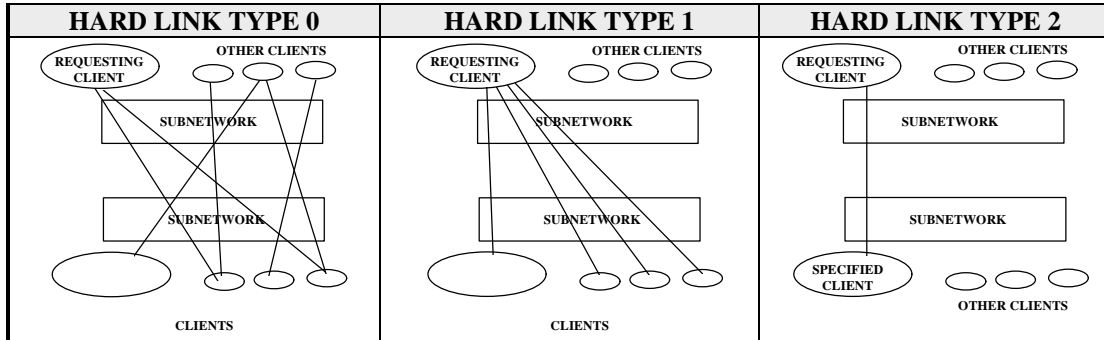 HARD LINK TYPE 0
HARD LINK TYPE 1
HARD LINK TYPE 2
REQUESTING
CLIENT
OTHER CLIENTS
SUBNETWORK
SUBNETWORK
CLIENTS
REQUESTING
CLIENT
OTHER CLIENTS
SUBNETWORK
SUBNETWORK
CLIENTS
REQUESTING
CLIENT
OTHER CLIENTS
SUBNETWORK
SUBNETWORK
SPECIFIED
CLIENT
OTHER CLIENTS